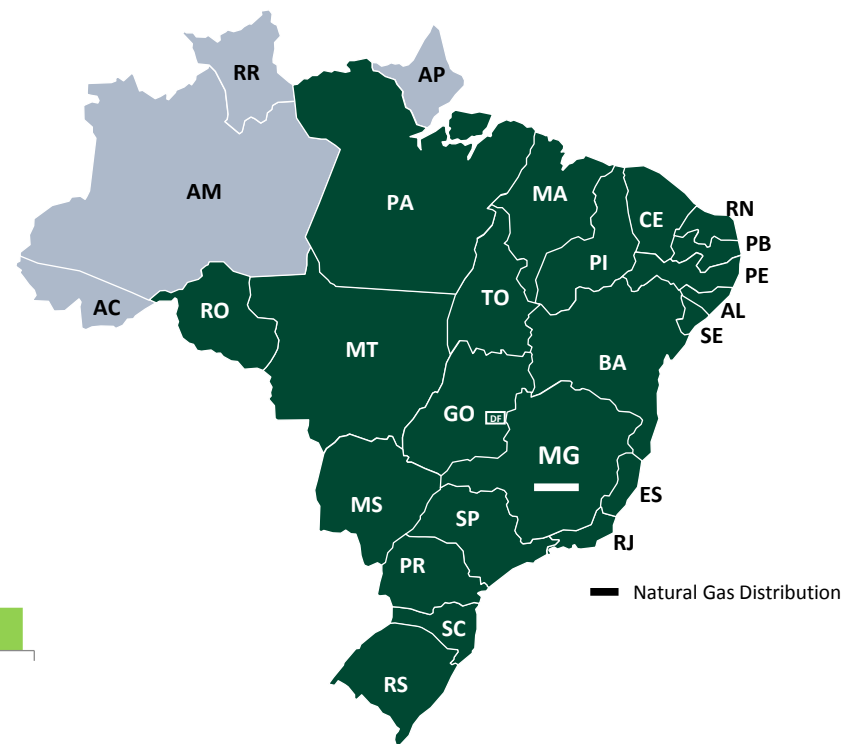 RR
AP
AM
PA
MA
CE
RN
PB
PI
PE
TO
AL
AC
RO
SE
MT
BA
GO
DF
MG
MS
ES
SP
RJ
PR
Natural Gas Distribution
SC
RS